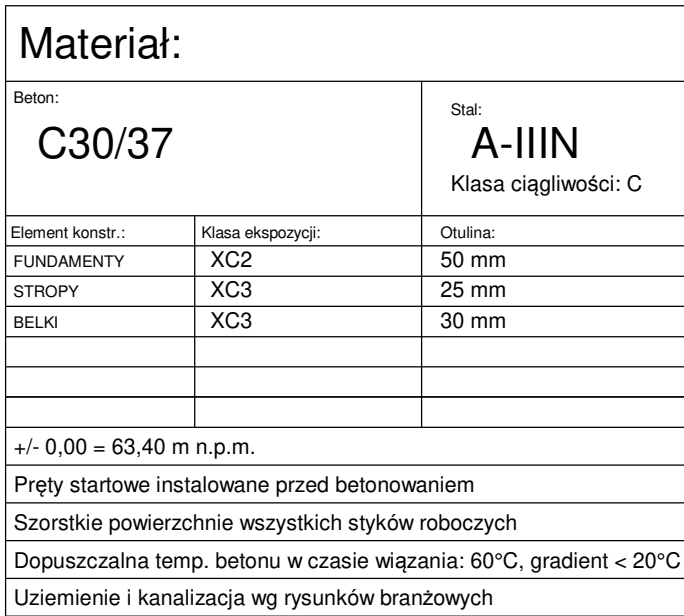 Materiał:
Beton:
C30/37
Stal:
A-IIIN
Klasa ciągliwości: C
Element konstr.: Klasa ekspozycji: Otulina:
FUNDAMENTY XC2 50 mm
STROPY XC3 25 mm
BELKI XC3 30 mm
+/- 0,00 = 63,40 m n.p.m.
Pręty startowe instalowane przed betonowaniem
Szorstkie powierzchnie wszystkich styków roboczych
Dopuszczalna temp. betonu w czasie wiązania: 60°C, gradient < 20°C
Uziemienie i kanalizacja wg rysunków branżowych